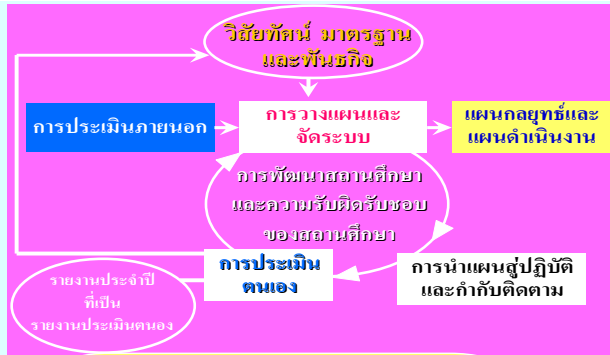 วิสัยทัศน์ มาตรฐาน
และพันธกิจ
การประเมินภายนอก
การวางแผนและ
จัดระบบ
แผนกลยุทธ์และ
แผนดำเนินงาน
การพัฒนาสถานศึกษา
และความรับผิดรับชอบ
ของสถานศึกษา
การประเมิน
ตนเอง
การนำแผนสู่ปฏิบัติ
และกำกับติดตาม
รายงานประจำปี
ที่เป็น
รายงานประเมินตนอง